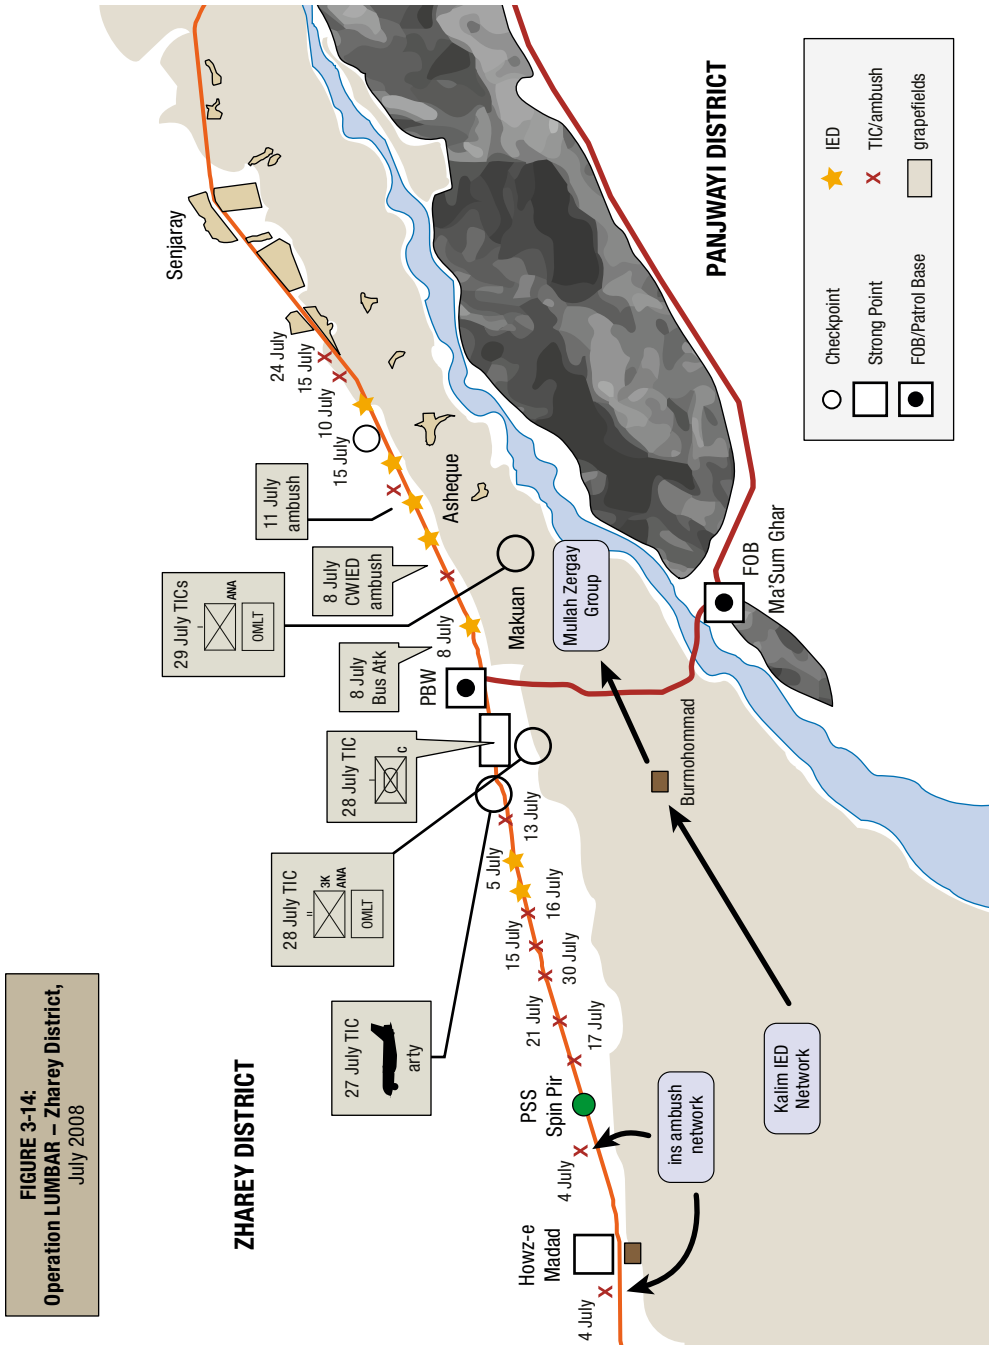 FIGURE 3-14:
Operation LUMBAR – Zharey District,
July 2008
ZHAREY DISTRICT
PANJWAYI DISTRICT
Howz-e
Madad
4 July
4 July
PSS
Spin Pir
17 July
21 July
30 July
15 July
16 July
5 July
13 July
27 July TIC
arty
28 July TIC
II
3K
ANA
OMLT
28 July TIC
I
C
PBW
8 July
Bus Atk
8 July
8 July
CWIED
ambush
29 July TICs
I
ANA
OMLT
11 July
ambush
15 July
10 July
15 July
24 July
Senjaray
Asheque
Makuan
Mullah Zergay
Group
Burmohommad
FOB
Ma'Sum Ghar
ins ambush
network
Kalim IED
Network
Checkpoint
Strong Point
FOB/Patrol Base
IED
TIC/ambush
grapefields